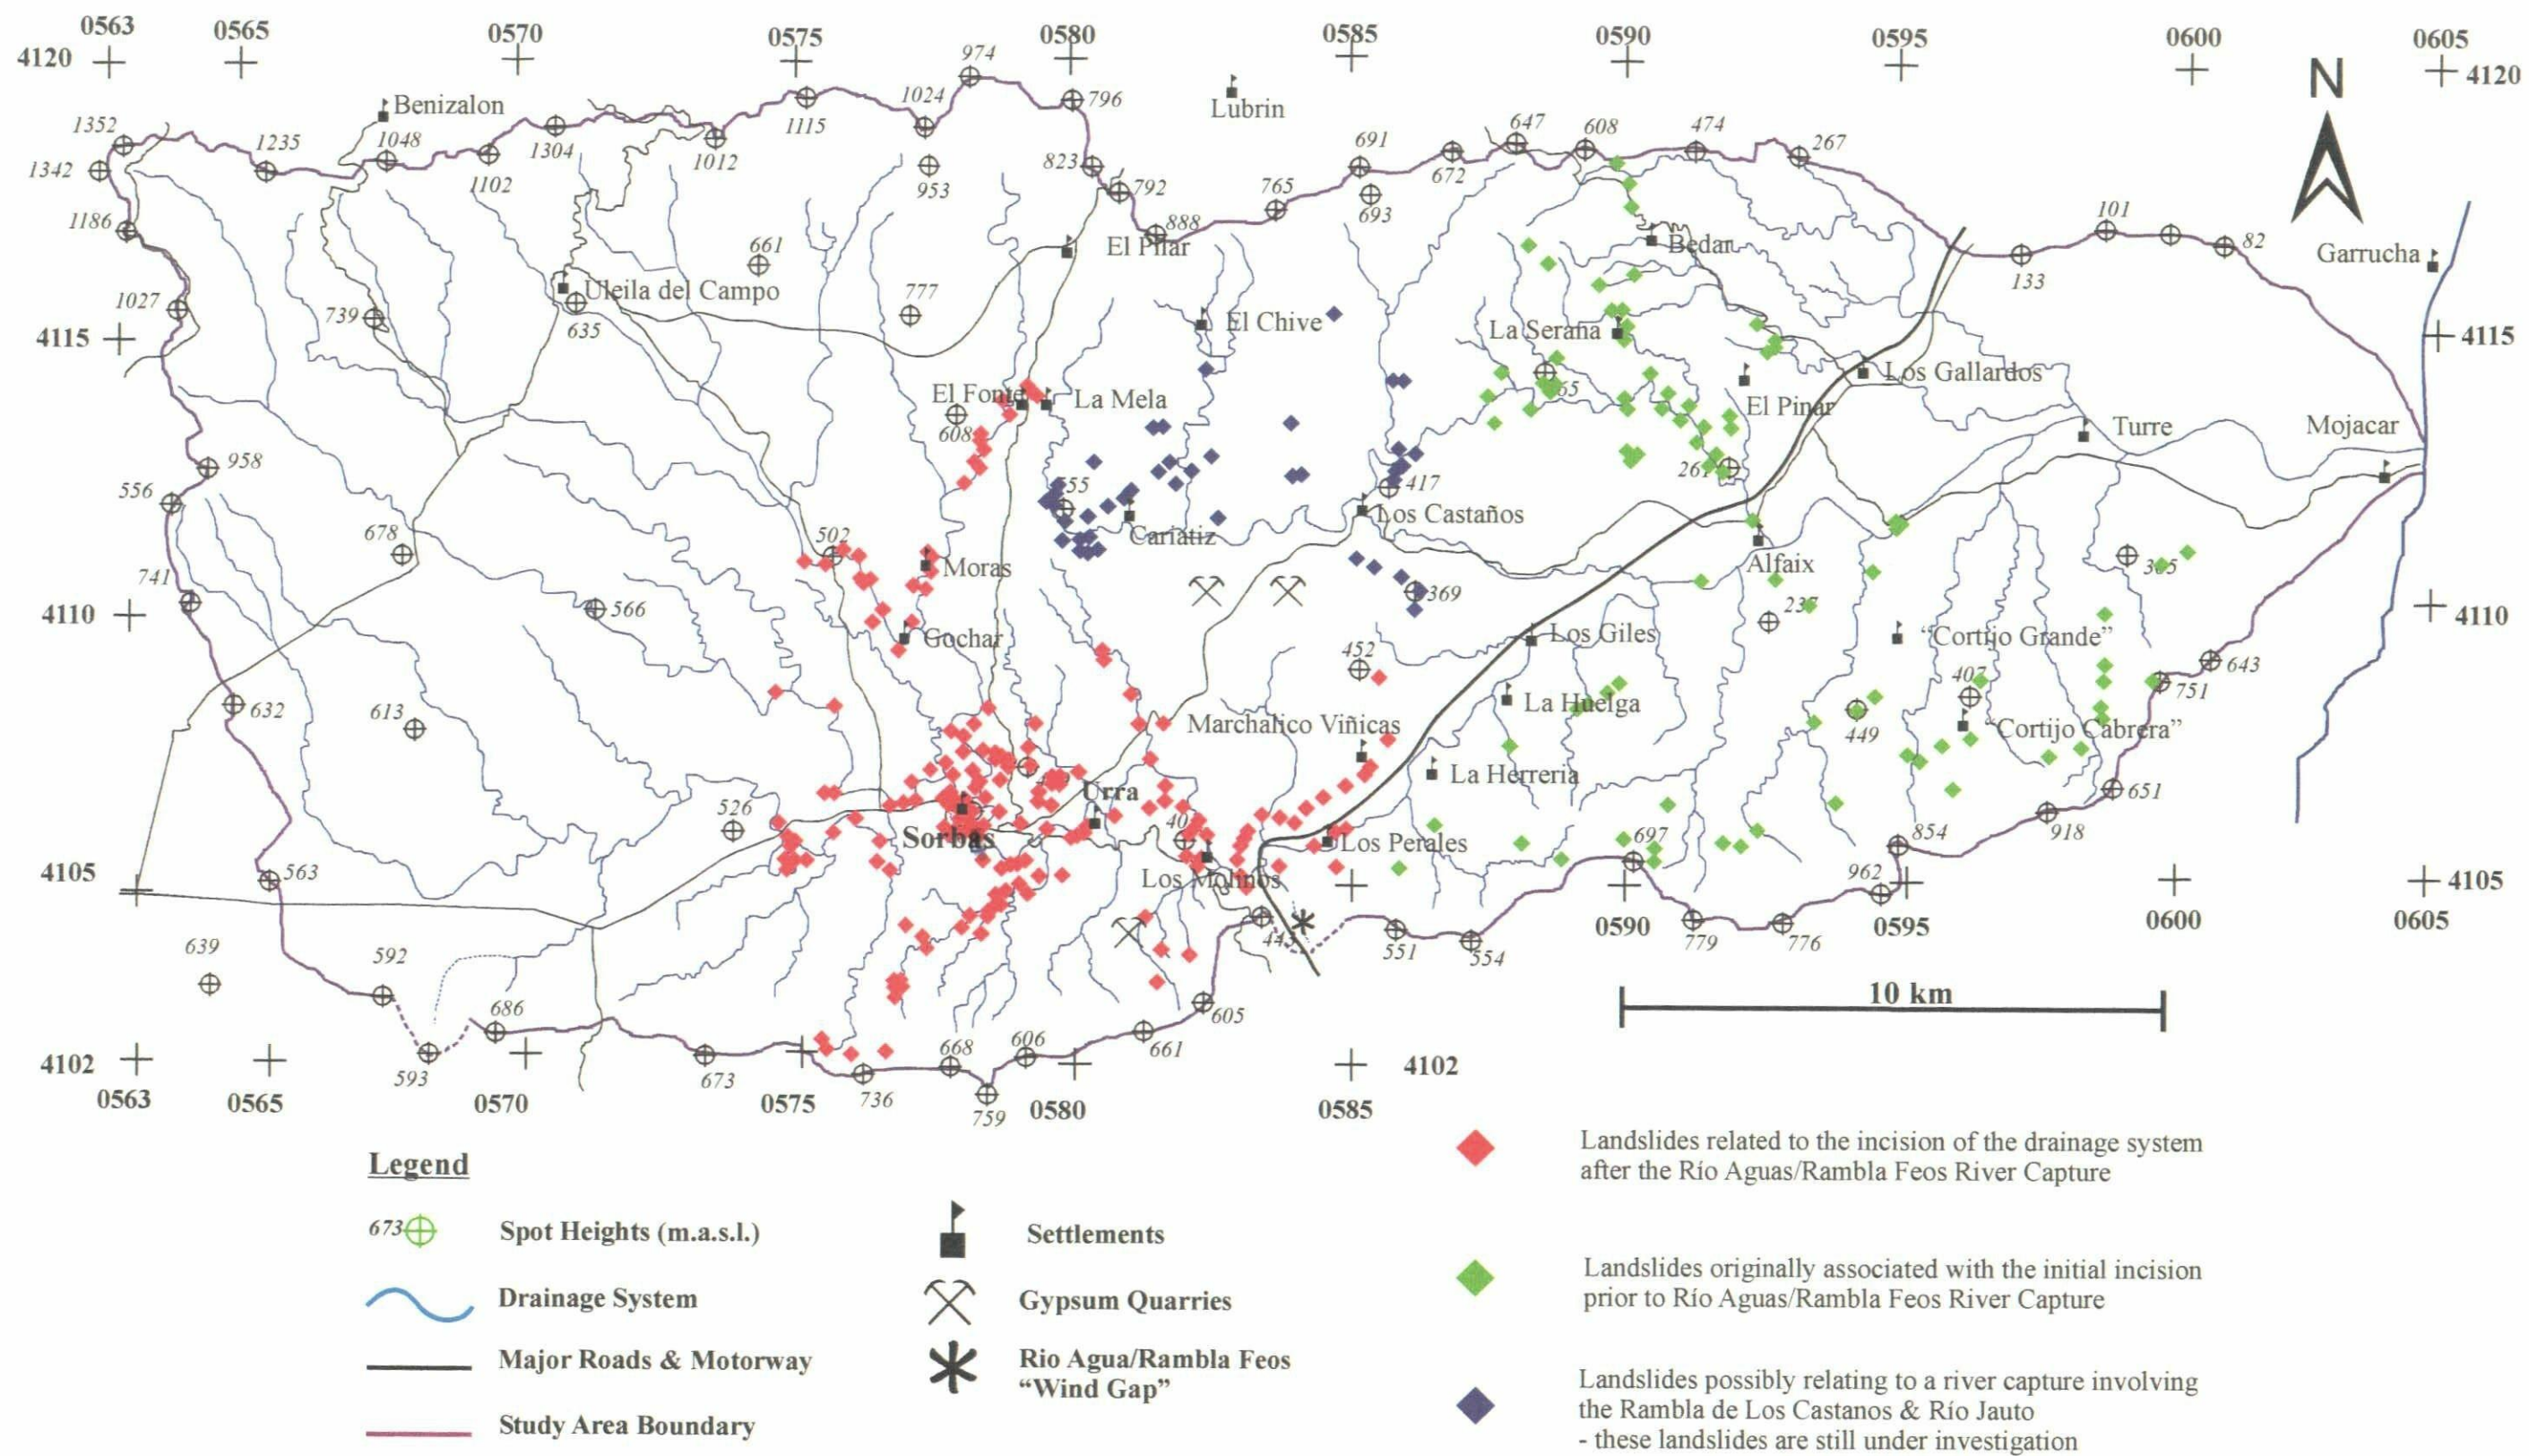 0563
0565
0570
0575
0580
0585
0590
0595
0600
0605
4120
4120
N
974
796
Lubrin
Benizalon
1024
1115
1352
1235
1048
1304
1012
1342
1102
953
823
792
691
672
647
608
474
267
693
765
888
1186
El Pilar
Bedar
101
82
Garrucha
133
661
Uleila del Campo
635
777
1027
739
4115
El Chive
La Serana
4115
Los Gallardos
El Fonte
La Mela
608
El Pinar
Turre
Mojacar
958
556
417
Los Castaños
Cariatiz
678
502
Moras
Alfaix
741
369
237
4110
566
Gochar
Los Giles
"Cortijo Grande"
4110
452
407
643
751
632
613
Marchalico Viñicas
La Huelga
449
"Cortijo Cabrera"
La Herreria
526
Urra
Sorbas
651
918
854
697
Los Perales
4105
563
Los Molinos
962
4105
0590
0595
0600
0605
779
776
551
554
639
592
10 km
686
605
668
606
661
4102
593
673
736
759
4102
0563
0565
0570
0575
0580
0585
Legend
673
Spot Heights (m.a.s.l.)
Drainage System
Major Roads & Motorway
Study Area Boundary
Settlements
Gypsum Quarries
Rio Agua/Rambla Feos
"Wind Gap"
Landslides related to the incision of the drainage system
after the Río Aguas/Rambla Feos River Capture
Landslides originally associated with the initial incision
prior to Río Aguas/Rambla Feos River Capture
Landslides possibly relating to a river capture involving
the Rambla de Los Castanos & Río Jauto
- these landslides are still under investigation